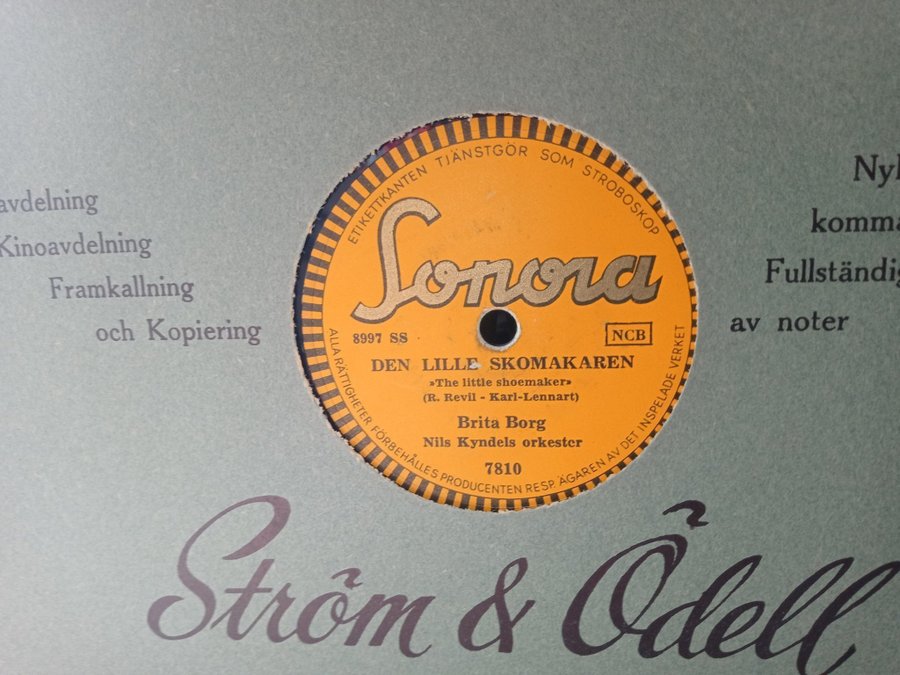 avdelning
Kinoavdelning
Framkallning
och Kopiering
ETIKETTKANTEN TJÄNSTGÖR SOM STROBOSKOP
Sonora
8997 SS
NCB
DEN LILLE SKOMAKAREN
»The little shoemaker»
(R. Revil - Karl-Lennart)
Brita Borg
Nils Kyndels orkester
7810
ALLA RÄTTIGHETER FÖRBEHÅLLES PRODUCENTEN RESP. ÄGAREN AV DET INSPELADE VERKET
komma
Fullständig
av noter
Ström & Ödell